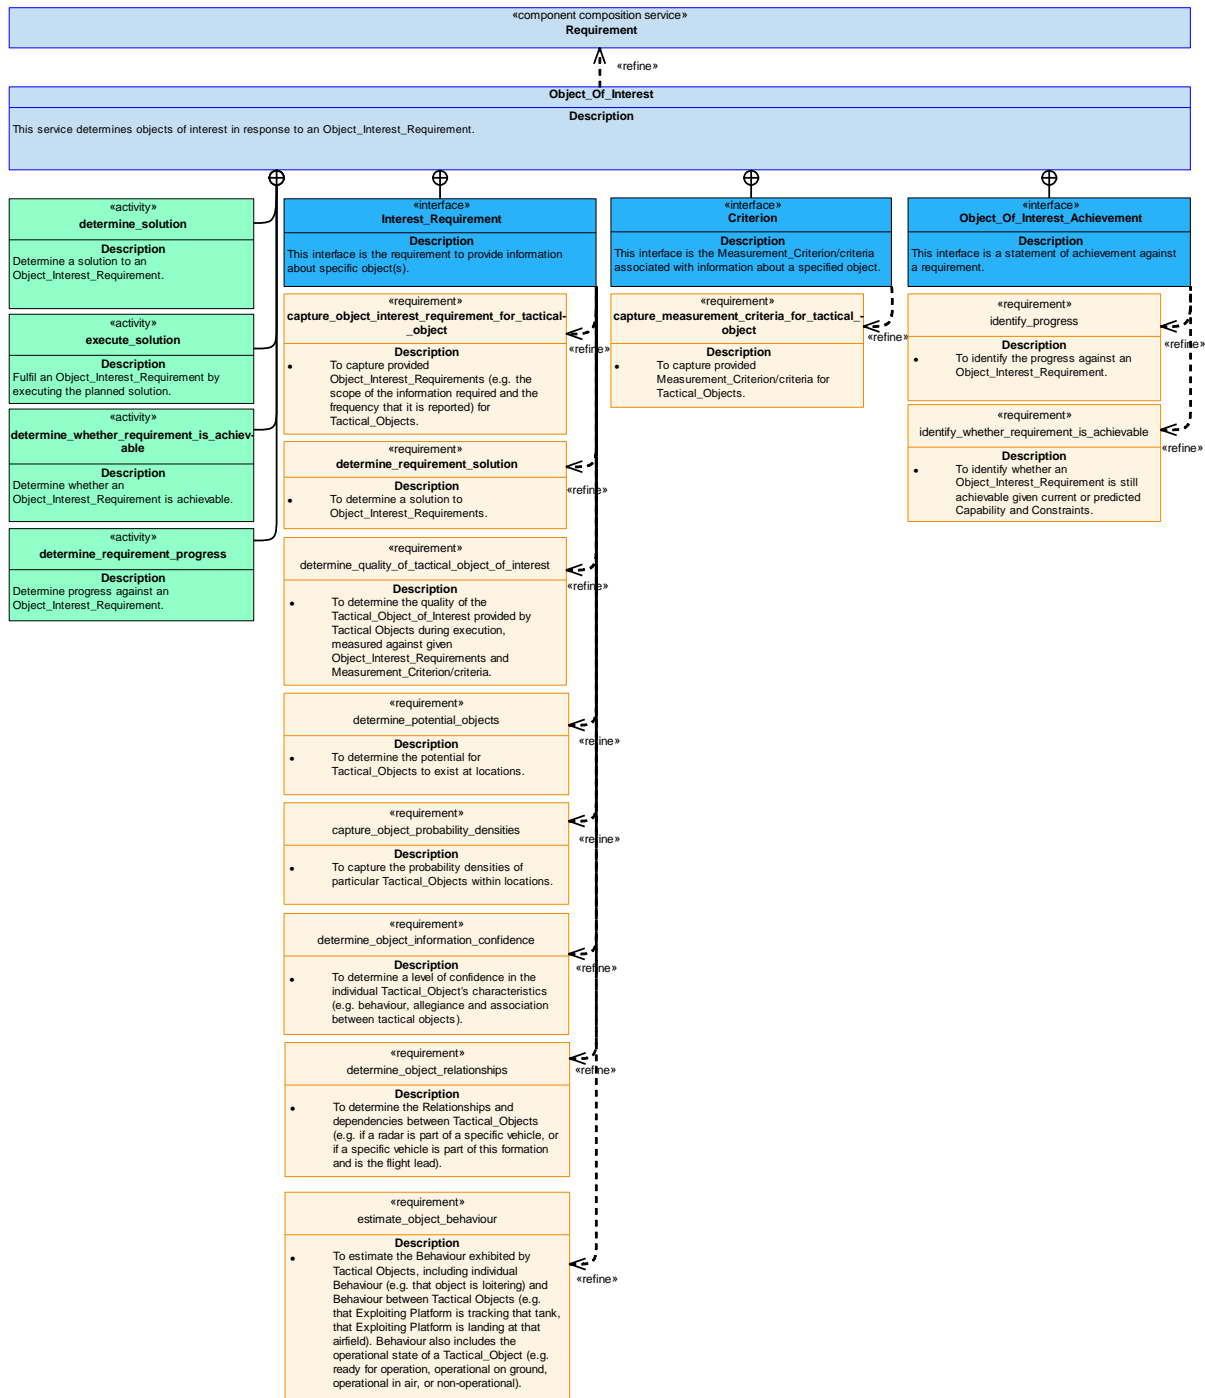 «component composition service»
Requirement
«refine»
Object_Of_Interest
Description
This service determines objects of interest in response to an Object_Interest_Requirement.
«activity»
determine_solution
Description
Determine a solution to an
Object_Interest_Requirement.
«activity»
execute_solution
Description
Fulfil an Object_Interest_Requirement by
executing the planned solution.
«activity»
determine_whether_requirement_is_achiev-
able
Description
Determine whether an
Object_Interest_Requirement is achievable.
«activity»
determine_requirement_progress
Description
Determine progress against an
Object_Interest_Requirement.
«interface»
Interest_Requirement
Description
This interface is the requirement to provide information
about specific object(s).
«requirement»
capture_object_interest_requirement_for_tactical-
_object
«refine»
Description
• To capture provided
Object_Interest_Requirements (e.g. the
scope of the information required and the
frequency that it is reported) for
Tactical_Objects.
«requirement»
determine_requirement_solution
«refine»
Description
• To determine a solution to
Object_Interest_Requirements.
«requirement»
determine_quality_of_tactical_object_of_interest
«refine»
Description
• To determine the quality of the
Tactical_Object_of_Interest provided by
Tactical Objects during execution,
measured against given
Object_Interest_Requirements and
Measurement_Criterion/criteria.
«requirement»
determine_potential_objects
«refine»
Description
• To determine the potential for
Tactical_Objects to exist at locations.
«requirement»
capture_object_probability_densities
«refine»
Description
• To capture the probability densities of
particular Tactical_Objects within locations.
«requirement»
determine_object_information_confidence
«refine»
Description
• To determine a level of confidence in the
individual Tactical_Object's characteristics
(e.g. behaviour, allegiance and association
between tactical objects).
«requirement»
determine_object_relationships
«refine»
Description
• To determine the Relationships and
dependencies between Tactical_Objects
(e.g. if a radar is part of a specific vehicle, or
if a specific vehicle is part of this formation
and is the flight lead).
«requirement»
estimate_object_behaviour
«refine»
Description
• To estimate the Behaviour exhibited by
Tactical Objects, including individual
Behaviour (e.g. that object is loitering) and
Behaviour between Tactical Objects (e.g.
that Exploiting Platform is tracking that tank,
that Exploiting Platform is landing at that
airfield). Behaviour also includes the
operational state of a Tactical_Object (e.g.
ready for operation, operational on ground,
operational in air, or non-operational).
«interface»
Criterion
Description
This interface is the Measurement_Criterion/criteria
associated with information about a specified object.
«requirement»
capture_measurement_criteria_for_tactical_-
object
«refine»
Description
• To capture provided
Measurement_Criterion/criteria for
Tactical_Objects.
«interface»
Object_Of_Interest_Achievement
Description
This interface is a statement of achievement against
a requirement.
«requirement»
identify_progress
«refine»
Description
• To identify the progress against an
Object_Interest_Requirement.
«requirement»
identify_whether_requirement_is_achievable
«refine»
Description
• To identify whether an
Object_Interest_Requirement is still
achievable given current or predicted
Capability and Constraints.